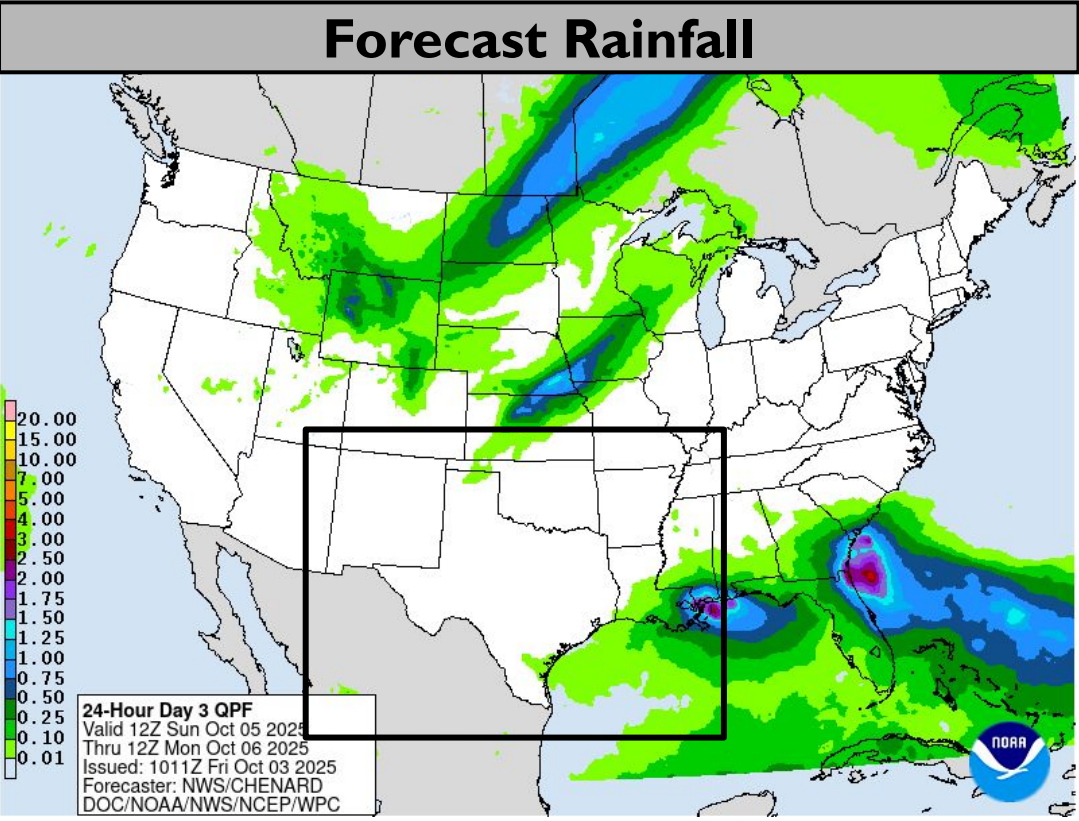 Forecast Rainfall
20.00
15.00
10.00
7.00
5.00
4.00
3.00
2.50
2.00
1.75
1.50
1.25
1.00
0.75
0.50
0.25
0.10
0.01
24-Hour Day 3 QPF
Valid 12Z Sun Oct 05 2025
Thru 12Z Mon Oct 06 2025
Issued: 1011Z Fri Oct 03 2025
Forecaster: NWS/CHENARD
DOC/NOAA/NWS/NCEP/WPC
NOAA